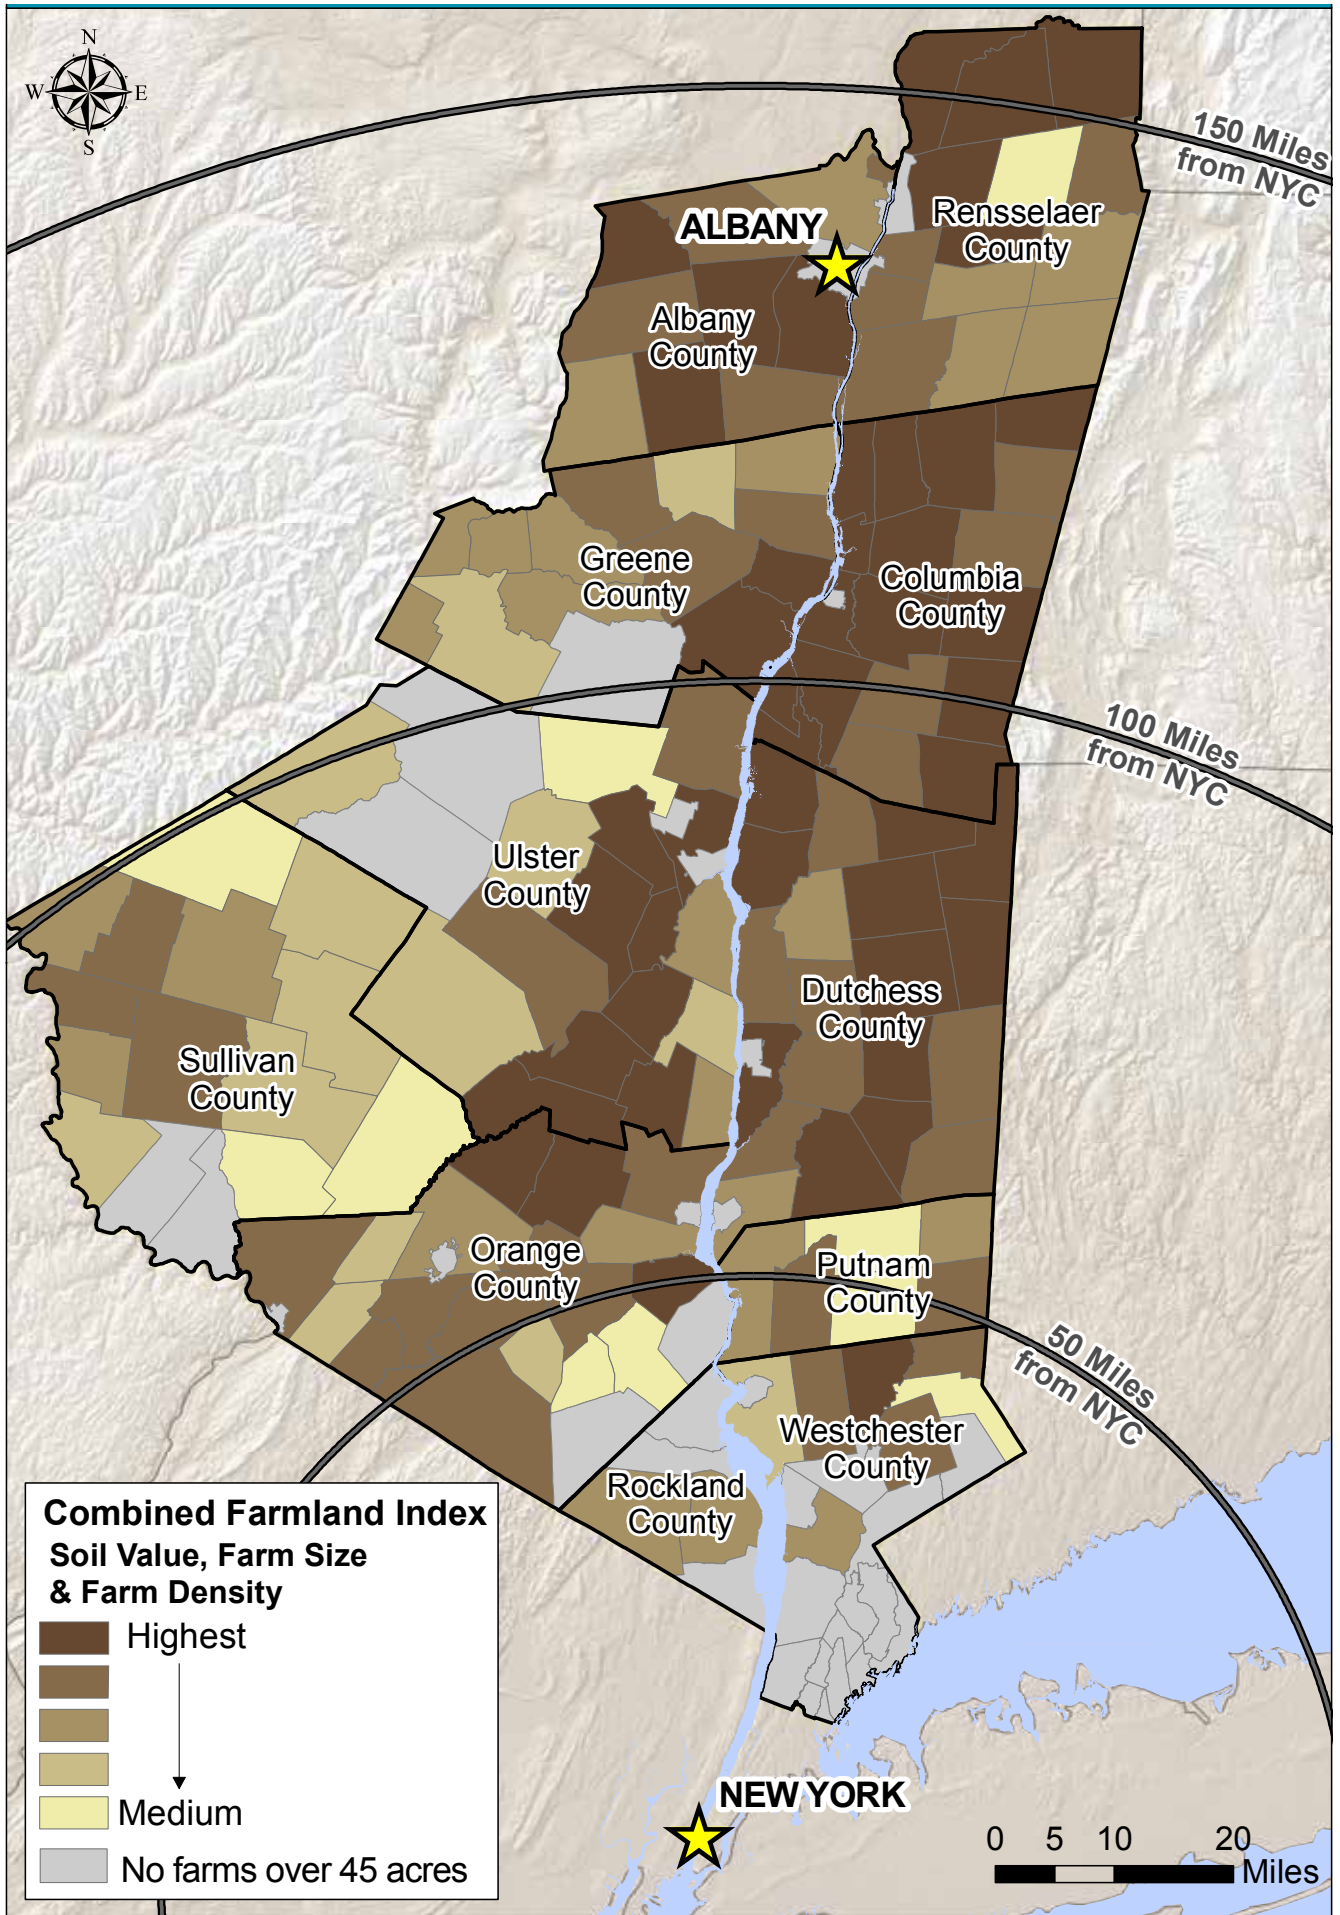 N
W
E
S
150 Miles
from NYC
ALBANY
Rensselaer
County
Albany
County
Greene
County
Columbia
County
100 Miles
from NYC
Ulster
County
Dutchess
County
Sullivan
County
Orange
County
Putnam
County
50 Miles
from NYC
Westchester
County
Rockland
County
Combined Farmland Index
Soil Value, Farm Size
& Farm Density
Highest
Medium
No farms over 45 acres
NEW YORK
0 5 10 20
Miles